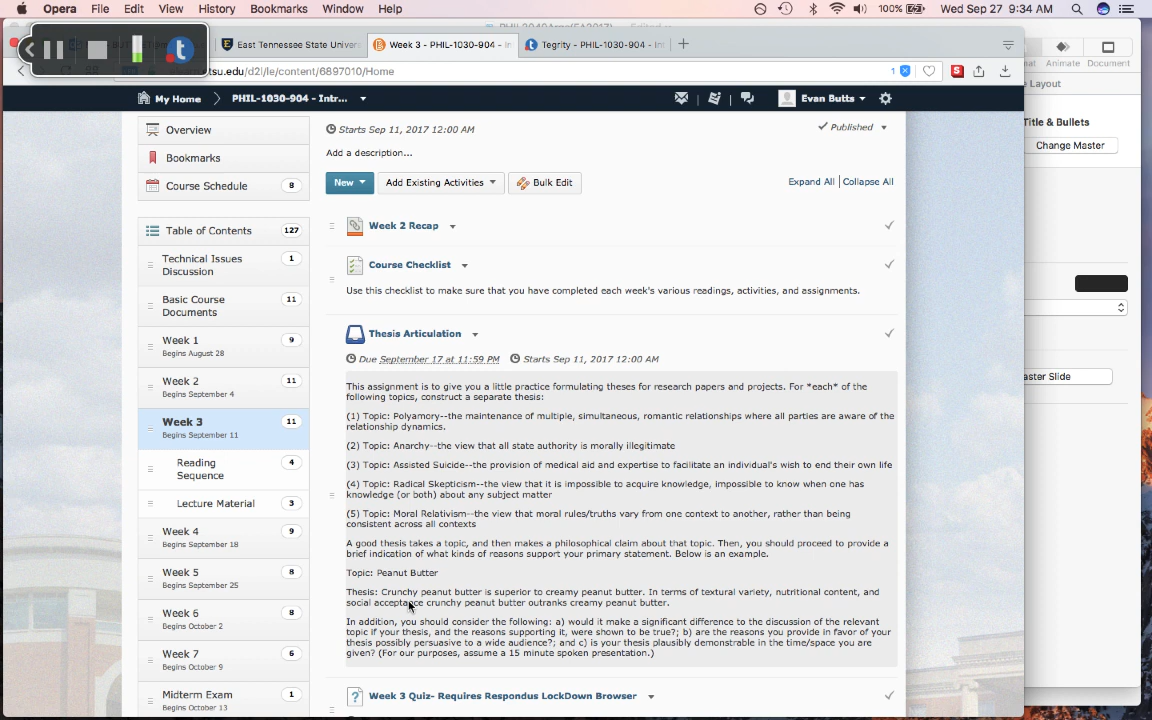 Opera File Edit View History Bookmarks Window Help 100% Wed Sep 27 9:34 AM
East Tennessee State Univers
Week 3 - PHIL-1030-904 - In
Tegrity - PHIL-1030-904 - Int
tsu.edu/d2l/le/content/6897010/Home
1
My Home
PHIL-1030-904 - Intr...
Evan Butts
Animate
Document
Layout
Title & Bullets
Change Master
Overview
Bookmarks
Course Schedule 8
Table of Contents 127
Technical Issues
Discussion
1
Basic Course
Documents
11
Week 1 9
Begins August 28
Week 2 11
Begins September 4
Week 3 11
Begins September 11
Reading
Sequence
4
Lecture Material 3
Week 4 9
Begins September 18
Week 5 8
Begins September 25
Week 6 8
Begins October 2
Week 7 6
Begins October 9
Midterm Exam 1
Begins October 13
Starts Sep 11, 2017 12:00 AM
Published
Add a description...
New
Add Existing Activities
Bulk Edit
Expand All | Collapse All
Week 2 Recap
Course Checklist
Use this checklist to make sure that you have completed each week's various readings, activities, and assignments.
Thesis Articulation
Due September 17 at 11:59 PM Starts Sep 11, 2017 12:00 AM
This assignment is to give you a little practice formulating theses for research papers and projects. For *each* of the
following topics, construct a separate thesis:
(1) Topic: Polyamory--the maintenance of multiple, simultaneous, romantic relationships where all parties are aware of the
relationship dynamics.
(2) Topic: Anarchy--the view that all state authority is morally illegitimate
(3) Topic: Assisted Suicide--the provision of medical aid and expertise to facilitate an individual's wish to end their own life
(4) Topic: Radical Skepticism--the view that it is impossible to acquire knowledge, impossible to know when one has
knowledge (or both) about any subject matter
(5) Topic: Moral Relativism--the view that moral rules/truths vary from one context to another, rather than being
consistent across all contexts
A good thesis takes a topic, and then makes a philosophical claim about that topic. Then, you should proceed to provide a
brief indication of what kinds of reasons support your primary statement. Below is an example.
Topic: Peanut Butter
Thesis: Crunchy peanut butter is superior to creamy peanut butter. In terms of textural variety, nutritional content, and
social acceptance crunchy peanut butter outranks creamy peanut butter.
In addition, you should consider the following: a) would it make a significant difference to the discussion of the relevant
topic if your thesis, and the reasons supporting it, were shown to be true?; b) are the reasons you provide in favor of your
thesis possibly persuasive to a wide audience?; and c) is your thesis plausibly demonstrable in the time/space you are
given? (For our purposes, assume a 15 minute spoken presentation.)
Week 3 Quiz- Requires Respondus LockDown Browser
aster Slide